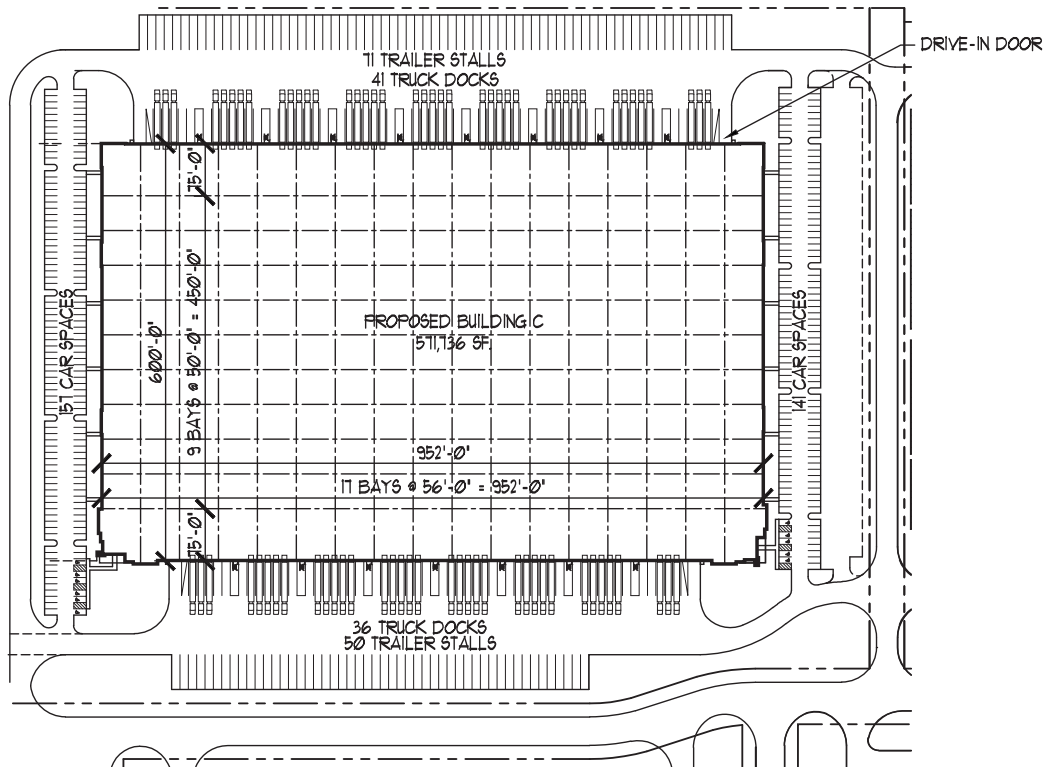 DRIVE-IN DOOR
71 TRAILER STALLS
41 TRUCK DOCKS
75'-0"
9 BAYS @ 50'-0" = 450'-0"
600'-0"
157 CAR SPACES
PROPOSED BUILDING C
571,736 SF.
141 CAR SPACES
952'-0"
17 BAYS @ 56'-0" = 952'-0"
75'-0"
36 TRUCK DOCKS
50 TRAILER STALLS